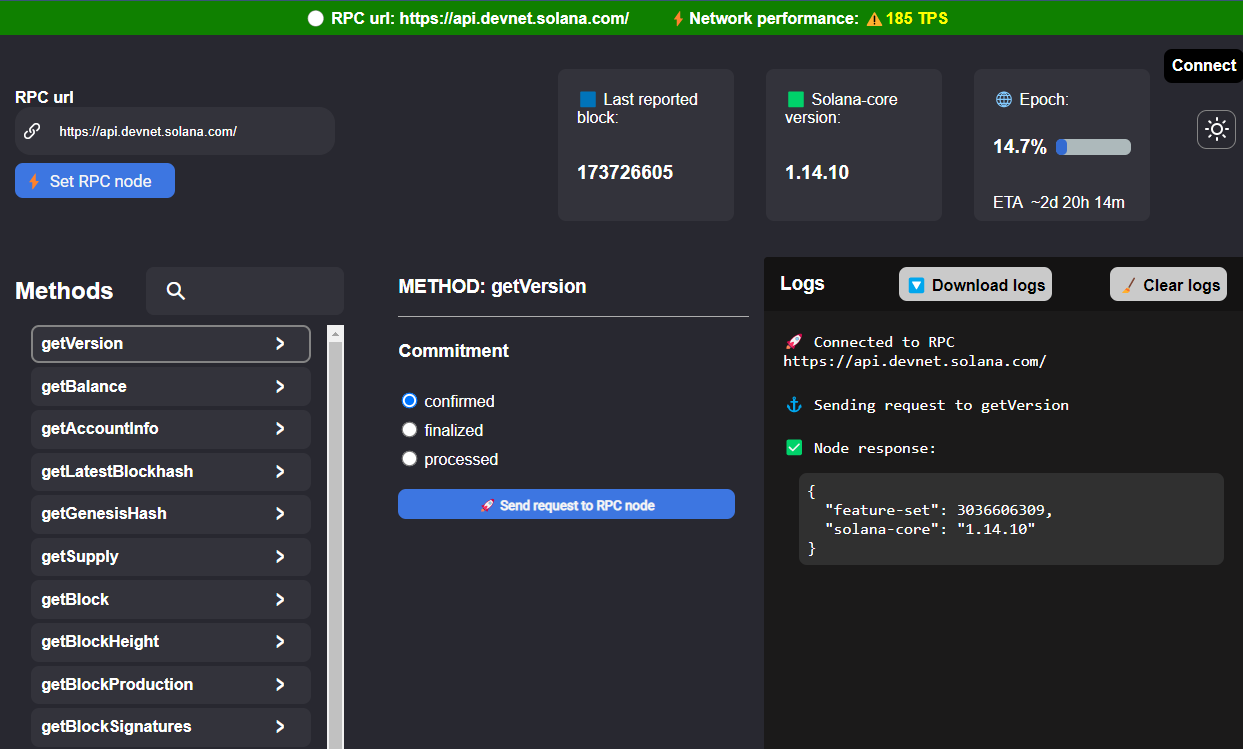 RPC url: https://api.devnet.solana.com/ Network performance: 185 TPS
Connect
RPC url
https://api.devnet.solana.com/
Set RPC node
Last reported
block:
173726605
Solana-core
version:
1.14.10
Epoch:
14.7%
ETA ~2d 20h 14m
Methods
getVersion
getBalance
getAccountInfo
getLatestBlockhash
getGenesisHash
getSupply
getBlock
getBlockHeight
getBlockProduction
getBlockSignatures
METHOD: getVersion
Commitment
confirmed
finalized
processed
Send request to RPC node
Logs
Download logs
Clear logs
Connected to RPC
https://api.devnet.solana.com/
Sending request to getVersion
Node response:
{
"feature-set": 3036606309,
"solana-core": "1.14.10"
}